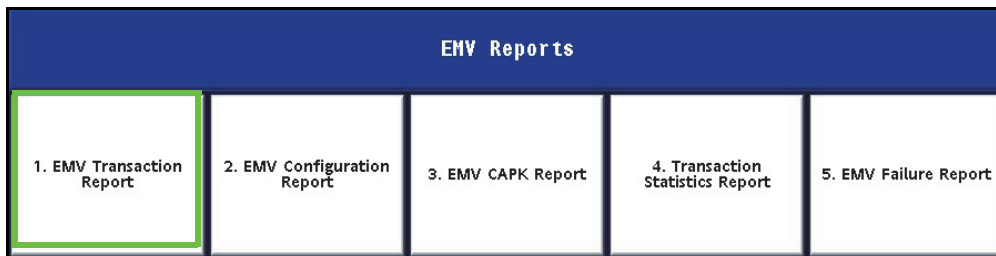 EMV Reports
1. EMV Transaction
Report
2. EMV Configuration
Report
3. EMV CAPK Report
4. Transaction
Statistics Report
5. EMV Failure Report